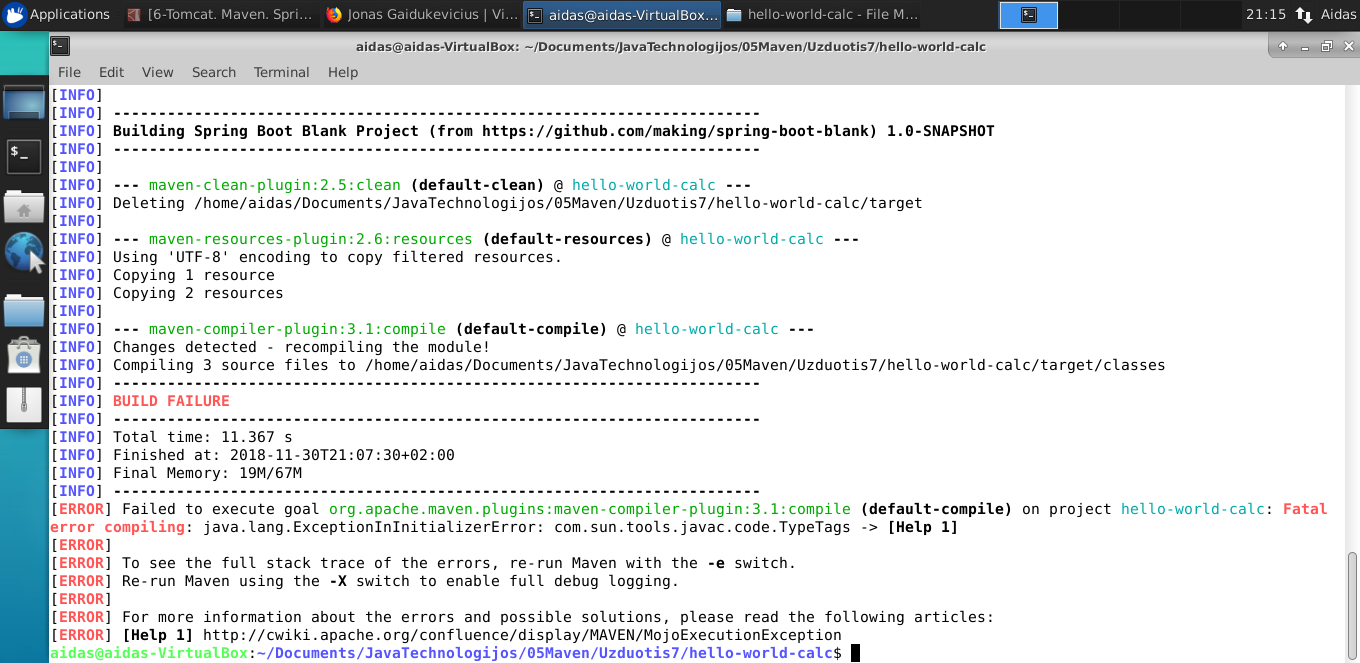 Applications
[6-Tomcat. Maven. Spri...
Jonas Gaidukevicius | Vi...
aidas@aidas-VirtualBox...
hello-world-calc - File M...
21:15
Aidas
aidas@aidas-VirtualBox: ~/Documents/JavaTechnologijos/05Maven/Uzduotis7/hello-world-calc
File Edit View Search Terminal Help
[INFO]
[INFO] ------------------------------------------------------------------------
[INFO] Building Spring Boot Blank Project (from https://github.com/making/spring-boot-blank) 1.0-SNAPSHOT
[INFO] ------------------------------------------------------------------------
[INFO]
[INFO] --- maven-clean-plugin:2.5:clean (default-clean) @ hello-world-calc ---
[INFO] Deleting /home/aidas/Documents/JavaTechnologijos/05Maven/Uzduotis7/hello-world-calc/target
[INFO]
[INFO] --- maven-resources-plugin:2.6:resources (default-resources) @ hello-world-calc ---
[INFO] Using 'UTF-8' encoding to copy filtered resources.
[INFO] Copying 1 resource
[INFO] Copying 2 resources
[INFO]
[INFO] --- maven-compiler-plugin:3.1:compile (default-compile) @ hello-world-calc ---
[INFO] Changes detected - recompiling the module!
[INFO] Compiling 3 source files to /home/aidas/Documents/JavaTechnologijos/05Maven/Uzduotis7/hello-world-calc/target/classes
[INFO] ------------------------------------------------------------------------
[INFO] BUILD FAILURE
[INFO] ------------------------------------------------------------------------
[INFO] Total time: 11.367 s
[INFO] Finished at: 2018-11-30T21:07:30+02:00
[INFO] Final Memory: 19M/67M
[INFO] ------------------------------------------------------------------------
[ERROR] Failed to execute goal org.apache.maven.plugins:maven-compiler-plugin:3.1:compile (default-compile) on project hello-world-calc: Fatal
error compiling: java.lang.ExceptionInInitializerError: com.sun.tools.javac.code.TypeTags -> [Help 1]
[ERROR]
[ERROR] To see the full stack trace of the errors, re-run Maven with the -e switch.
[ERROR] Re-run Maven using the -X switch to enable full debug logging.
[ERROR]
[ERROR] For more information about the errors and possible solutions, please read the following articles:
[ERROR] [Help 1] http://cwiki.apache.org/confluence/display/MAVEN/MojoExecutionException
aidas@aidas-VirtualBox:~/Documents/JavaTechnologijos/05Maven/Uzduotis7/hello-world-calc$